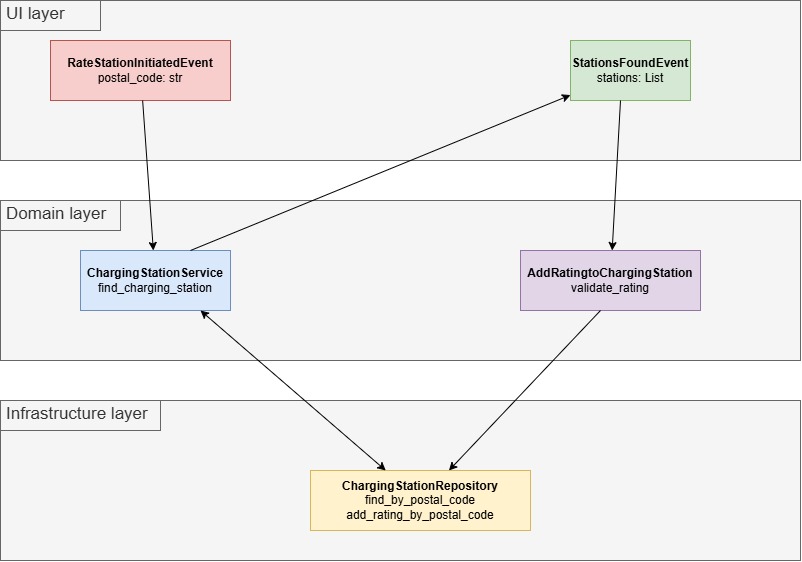 UI layer
RateStationInitiatedEvent
postal_code: str
StationsFoundEvent
stations: List
Domain layer
ChargingStationService
find_charging_station
AddRatingtoChargingStation
validate_rating
Infrastructure layer
ChargingStationRepository
find_by_postal_code
add_rating_by_postal_code